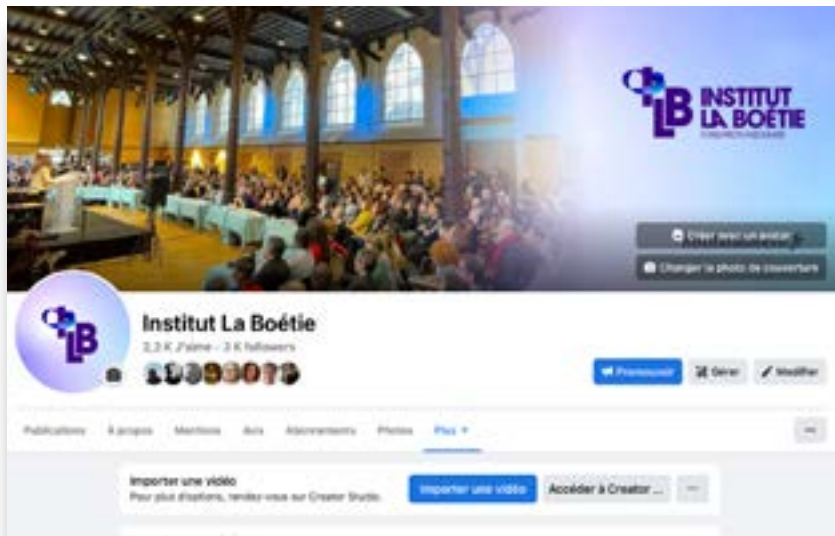 INSTITUT
LA BOÉTIE
Créer avec un avatar
Changer la photo de couverture
Institut La Boétie
2,3 K J'aime • 3 K followers
Promouvoir
Gérer
Modifier
Publications
À propos
Mentions
Avis
Abonnements
Photos
Plus
Importer une vidéo
Pour plus d'options, rendez-vous sur Creator Studio.
Importer une vidéo
Accéder à Creator ...